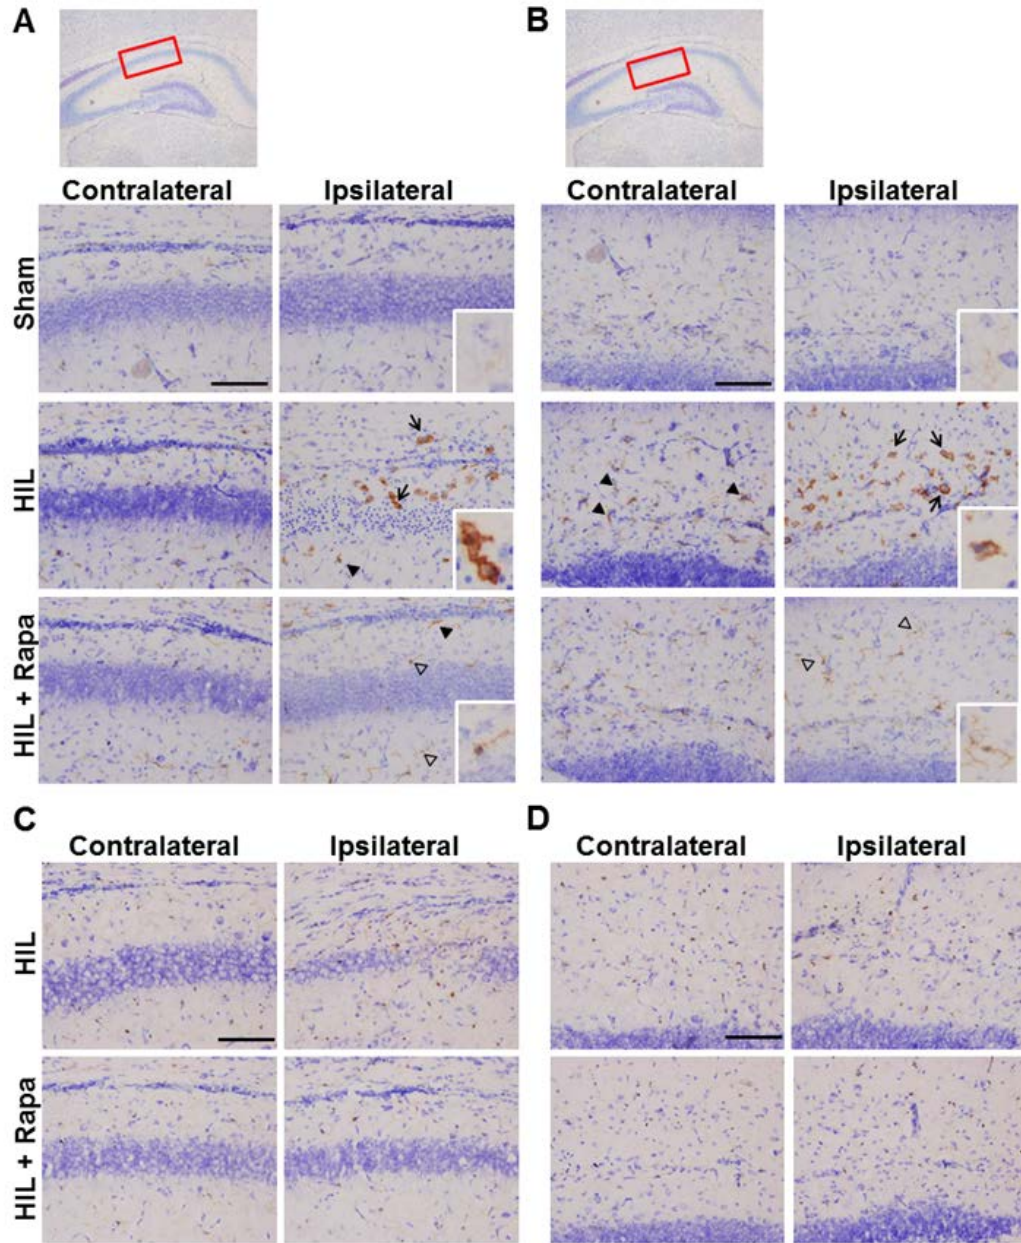 A B
Contralateral Ipsilateral Contralateral Ipsilateral
Sham
HIL
HIL + Rapa
C D
Contralateral Ipsilateral Contralateral Ipsilateral
HIL
HIL + Rapa